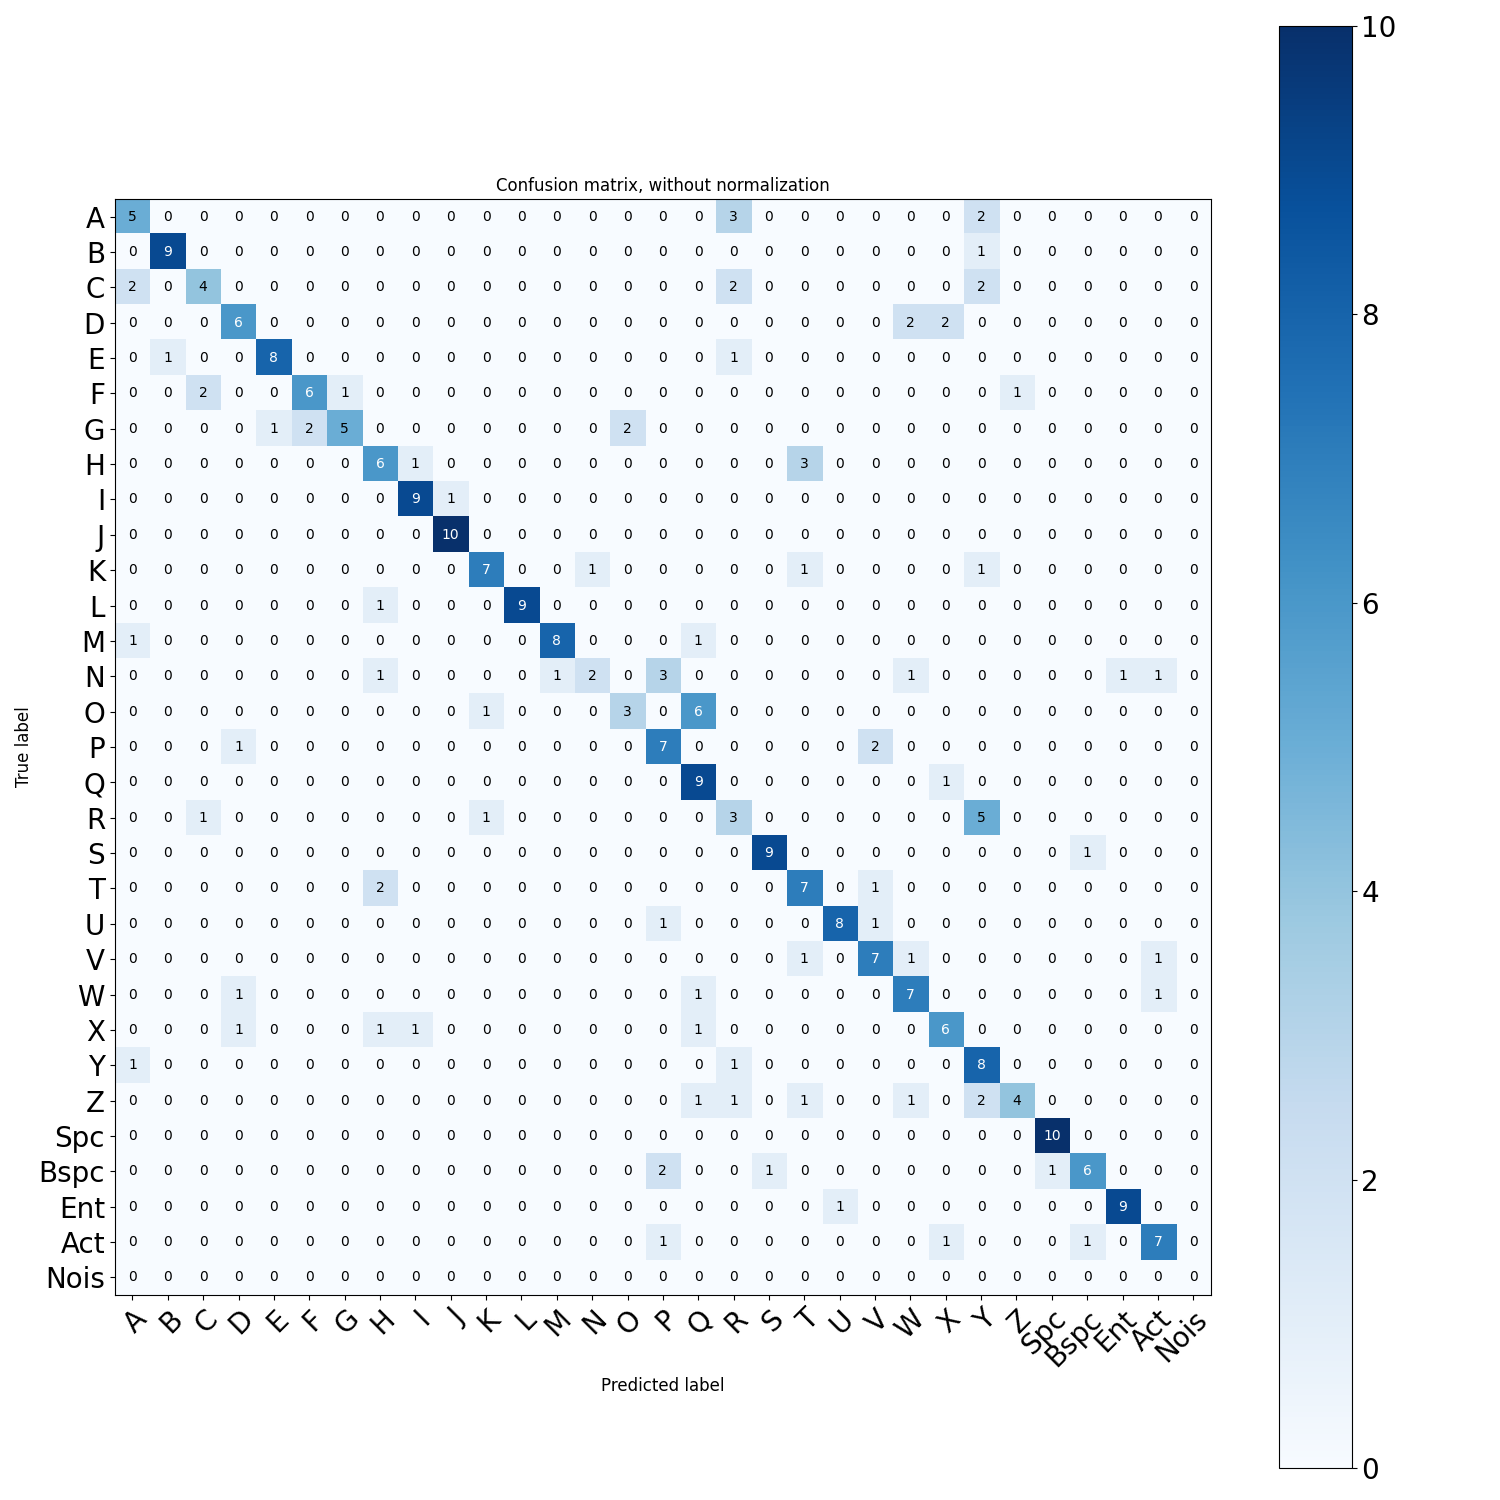 Confusion matrix, without normalization
A 5 0 0 0 0 0 0 0 0 0 0 0 0 0 0 0 0 3 0 0 0 0 0 0 2 0 0 0 0 0 0
B 0 9 0 0 0 0 0 0 0 0 0 0 0 0 0 0 0 0 0 0 0 0 0 0 1 0 0 0 0 0 0
C 2 0 4 0 0 0 0 0 0 0 0 0 0 0 0 0 0 2 0 0 0 0 0 0 2 0 0 0 0 0 0
D 0 0 0 6 0 0 0 0 0 0 0 0 0 0 0 0 0 0 0 0 0 0 2 2 0 0 0 0 0 0 0
E 0 1 0 0 8 0 0 0 0 0 0 0 0 0 0 0 0 1 0 0 0 0 0 0 0 0 0 0 0 0 0
F 0 0 2 0 0 6 1 0 0 0 0 0 0 0 0 0 0 0 0 0 0 0 0 0 0 1 0 0 0 0 0
G 0 0 0 0 1 2 5 0 0 0 0 0 0 0 2 0 0 0 0 0 0 0 0 0 0 0 0 0 0 0 0
H 0 0 0 0 0 0 0 6 1 0 0 0 0 0 0 0 0 0 0 3 0 0 0 0 0 0 0 0 0 0 0
I 0 0 0 0 0 0 0 0 9 1 0 0 0 0 0 0 0 0 0 0 0 0 0 0 0 0 0 0 0 0 0
J 0 0 0 0 0 0 0 0 0 10 0 0 0 0 0 0 0 0 0 0 0 0 0 0 0 0 0 0 0 0 0
K 0 0 0 0 0 0 0 0 0 0 7 0 0 1 0 0 0 0 0 1 0 0 0 0 1 0 0 0 0 0 0
L 0 0 0 0 0 0 0 1 0 0 0 9 0 0 0 0 0 0 0 0 0 0 0 0 0 0 0 0 0 0 0
M 1 0 0 0 0 0 0 0 0 0 0 0 8 0 0 0 1 0 0 0 0 0 0 0 0 0 0 0 0 0 0
N 0 0 0 0 0 0 0 1 0 0 0 0 1 2 0 3 0 0 0 0 0 0 1 0 0 0 0 0 1 1 0
O 0 0 0 0 0 0 0 0 0 0 1 0 0 0 3 0 6 0 0 0 0 0 0 0 0 0 0 0 0 0 0
P 0 0 0 1 0 0 0 0 0 0 0 0 0 0 0 7 0 0 0 0 0 2 0 0 0 0 0 0 0 0 0
Q 0 0 0 0 0 0 0 0 0 0 0 0 0 0 0 0 9 0 0 0 0 0 0 1 0 0 0 0 0 0 0
R 0 0 1 0 0 0 0 0 0 0 1 0 0 0 0 0 0 3 0 0 0 0 0 0 5 0 0 0 0 0 0
S 0 0 0 0 0 0 0 0 0 0 0 0 0 0 0 0 0 0 9 0 0 0 0 0 0 0 0 1 0 0 0
T 0 0 0 0 0 0 0 2 0 0 0 0 0 0 0 0 0 0 0 7 0 1 0 0 0 0 0 0 0 0 0
U 0 0 0 0 0 0 0 0 0 0 0 0 0 0 0 1 0 0 0 0 8 1 0 0 0 0 0 0 0 0 0
V 0 0 0 0 0 0 0 0 0 0 0 0 0 0 0 0 0 0 0 1 0 7 1 0 0 0 0 0 0 1 0
W 0 0 0 1 0 0 0 0 0 0 0 0 0 0 0 0 1 0 0 0 0 0 7 0 0 0 0 0 0 1 0
X 0 0 0 1 0 0 0 1 1 0 0 0 0 0 0 0 1 0 0 0 0 0 0 6 0 0 0 0 0 0 0
Y 1 0 0 0 0 0 0 0 0 0 0 0 0 0 0 0 0 1 0 0 0 0 0 0 8 0 0 0 0 0 0
Z 0 0 0 0 0 0 0 0 0 0 0 0 0 0 0 0 1 1 0 1 0 0 1 0 2 4 0 0 0 0 0
Spc 0 0 0 0 0 0 0 0 0 0 0 0 0 0 0 0 0 0 0 0 0 0 0 0 0 0 10 0 0 0 0
Bspc 0 0 0 0 0 0 0 0 0 0 0 0 0 0 0 2 0 0 1 0 0 0 0 0 0 0 1 6 0 0 0
Ent 0 0 0 0 0 0 0 0 0 0 0 0 0 0 0 0 0 0 0 0 1 0 0 0 0 0 0 0 9 0 0
Act 0 0 0 0 0 0 0 0 0 0 0 0 0 0 0 1 0 0 0 0 0 0 0 1 0 0 0 1 0 7 0
Nois 0 0 0 0 0 0 0 0 0 0 0 0 0 0 0 0 0 0 0 0 0 0 0 0 0 0 0 0 0 0 0
A B C D E F G H I J K L M N O P Q R S T U V W X Y Z Spc Bspc Ent Act Nois
Predicted label
True label
10
8
6
4
2
0